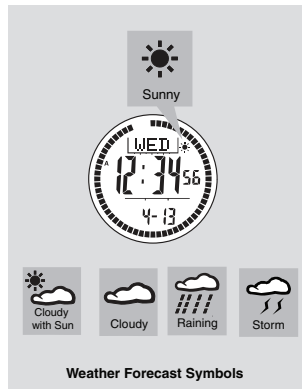 Sunny
WED
A
12:34 56
4-13
Cloudy
with Sun
Cloudy
Raining
Storm
Weather Forecast Symbols